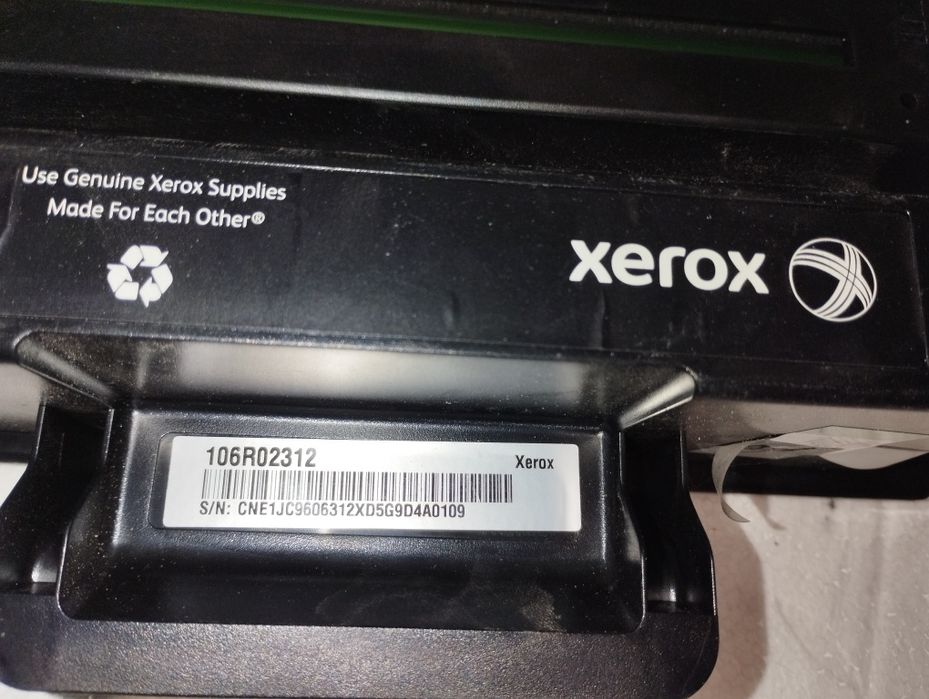 Use Genuine Xerox Supplies
Made For Each Other®
xerox
106R02312
Xerox
S/N: CNE1JC9606312XD5G9D4A0109